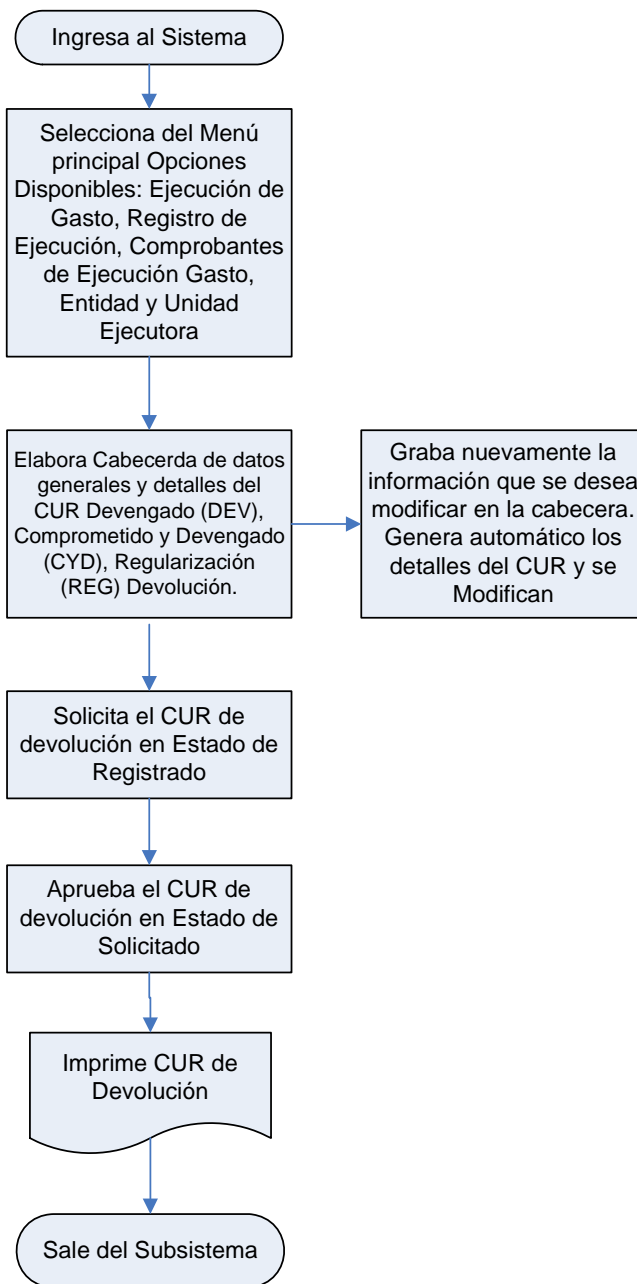 Ingresa al Sistema
Selecciona del Menú
principal Opciones
Disponibles: Ejecución de
Gasto, Registro de
Ejecución, Comprobantes
de Ejecución Gasto,
Entidad y Unidad
Ejecutora
Elabora Cabecerda de datos
generales y detalles del
CUR Devengado (DEV),
Comprometido y Devengado
(CYD), Regularización
(REG) Devolución.
Graba nuevamente la
información que se desea
modificar en la cabecera.
Genera automático los
detalles del CUR y se
Modifican
Solicita el CUR de
devolución en Estado de
Registrado
Aprueba el CUR de
devolución en Estado de
Solicitado
Imprime CUR de
Devolución
Sale del Subsistema